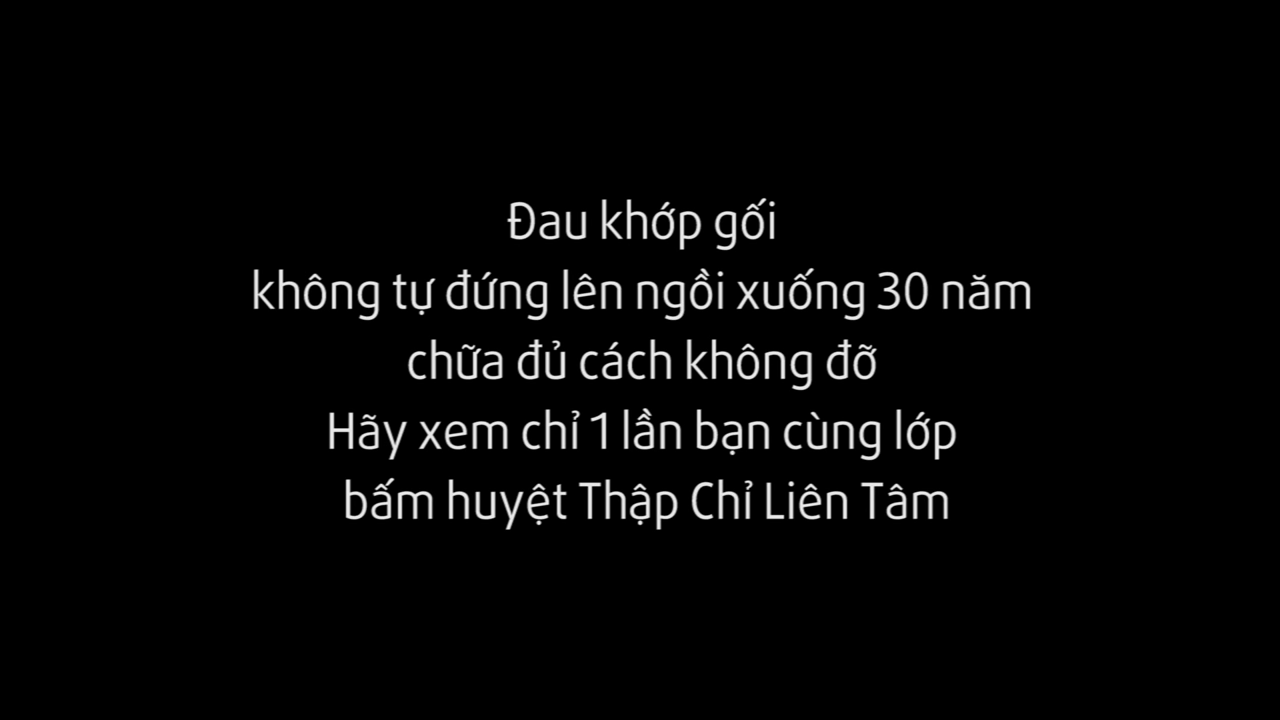 Đau khớp gối
không tự đứng lên ngồi xuống 30 năm
chữa đủ cách không đỡ
Hãy xem chỉ 1 lần bạn cùng lớp
bấm huyệt Thập Chỉ Liên Tâm